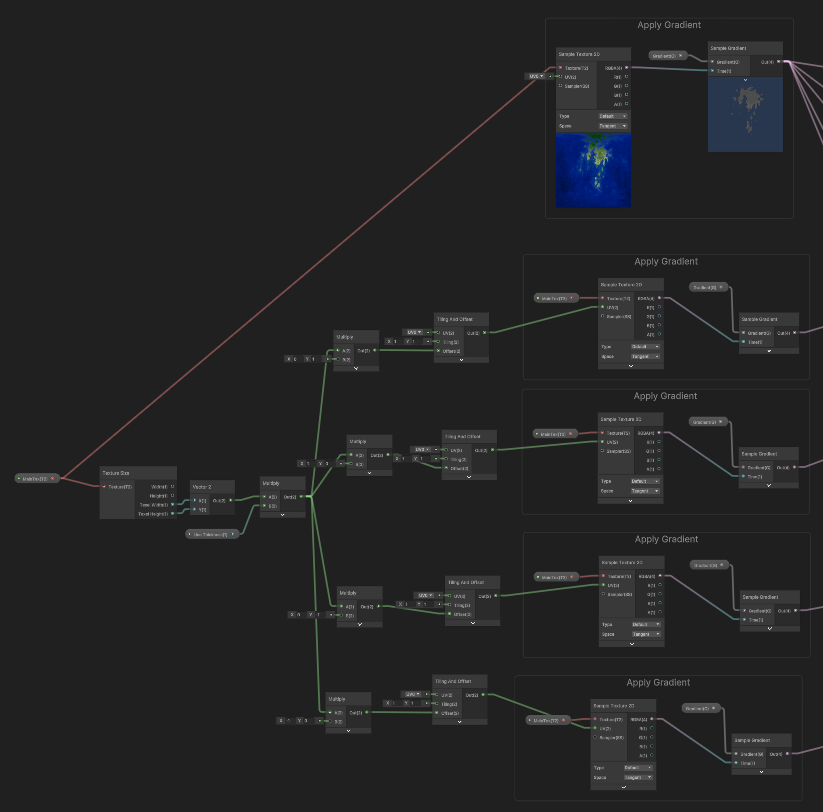 Apply Gradient
Sample Texture 2D
Texture(T2) RGBA(4)
UV0
UV(2) R(1)
Sampler(SS) G(1)
B(1)
A(1)
Type Default
Space Tangent
Gradient(G)
Sample Gradient
Gradient(G) Out(4)
Time(1)
Apply Gradient
Sample Texture 2D
MainTex(T2)
Texture(T2) RGBA(4)
UV(2) R(1)
Sampler(SS) G(1)
B(1)
A(1)
Type Default
Space Tangent
Gradient(G)
Sample Gradient
Gradient(G) Out(4)
Time(1)
Tiling And Offset
UV0
UV(2) Out(2)
X 1 Y 1
Tiling(2)
Offset(2)
Multiply
A(2) Out(2)
X 0 Y 1
B(2)
Apply Gradient
Sample Texture 2D
MainTex(T2)
Texture(T2) RGBA(4)
UV(2) R(1)
Sampler(SS) G(1)
B(1)
A(1)
Type Default
Space Tangent
Gradient(G)
Sample Gradient
Gradient(G) Out(4)
Time(1)
Tiling And Offset
UV0
UV(2) Out(2)
X 1 Y 1
Tiling(2)
Offset(2)
Multiply
A(2) Out(2)
X 1 Y 0
B(2)
MainTex(T2)
Texture Size
Texture(T2) Width(1)
Height(1)
Texel Width(1)
Texel Height(1)
Vector 2
X(1) Out(2)
Y(1)
Multiply
A(2) Out(2)
B(2)
Line Thickness(1)
Apply Gradient
Sample Texture 2D
MainTex(T2)
Texture(T2) RGBA(4)
UV(2) R(1)
Sampler(SS) G(1)
B(1)
A(1)
Type Default
Space Tangent
Gradient(G)
Sample Gradient
Gradient(G) Out(4)
Time(1)
Tiling And Offset
UV0
UV(2) Out(2)
X 1 Y 1
Tiling(2)
Offset(2)
Multiply
A(2) Out(2)
B(2)
Apply Gradient
Sample Texture 2D
MainTex(T2)
Texture(T2) RGBA(4)
UV(2) R(1)
Sampler(SS) G(1)
B(1)
A(1)
Type Default
Space Tangent
Gradient(G)
Sample Gradient
Gradient(G) Out(4)
Time(1)
Tiling And Offset
UV0
UV(2) Out(2)
X 1 Y 1
Tiling(2)
Offset(2)
Multiply
A(2) Out(2)
X -1 Y 0
B(2)